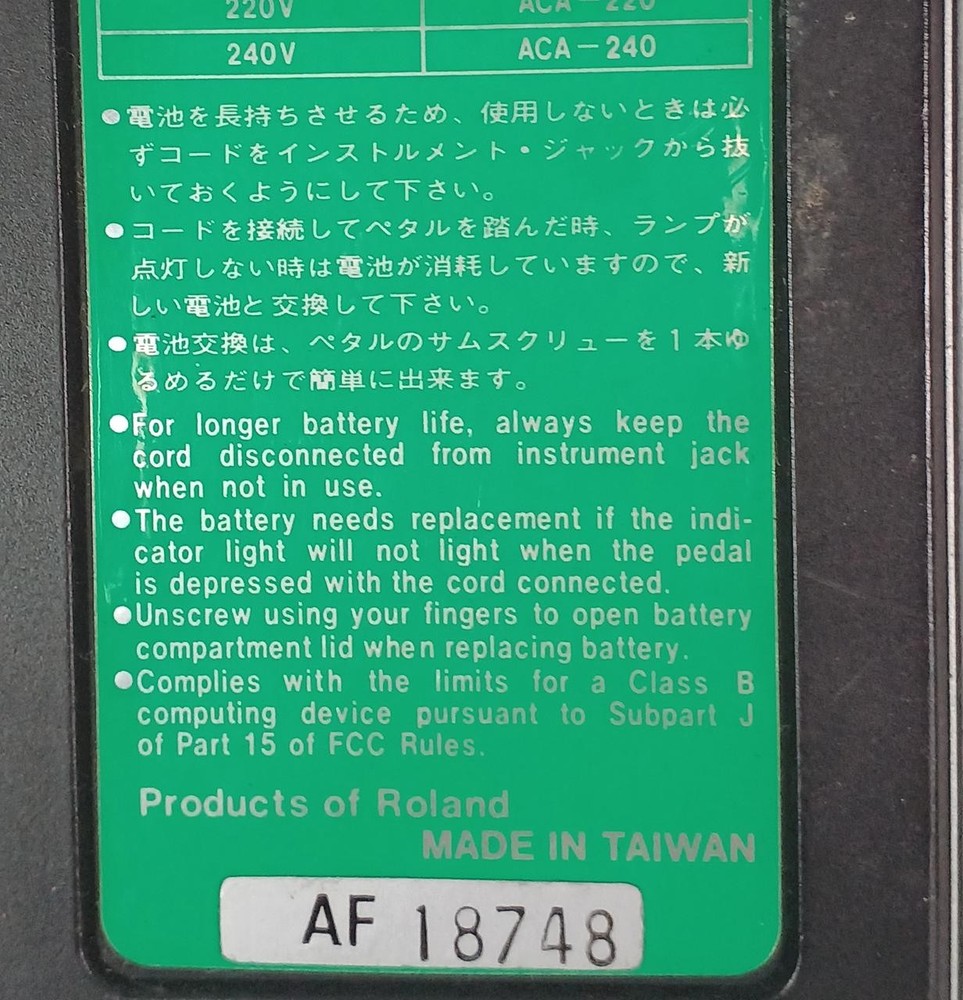 220V ACA－220
240V ACA－240
●電池を長持ちさせるため、使用しないときは必
ずコードをインストルメント・ジャックから抜
いておくようにして下さい。
●コードを接続してペタルを踏んだ時、ランプが
点灯しない時は電池が消耗していますので、新
しい電池と交換して下さい。
●電池交換は、ペタルのサムスクリューを1本ゆ
るめるだけで簡単に出来ます。
●For longer battery life, always keep the
cord disconnected from instrument jack
when not in use.
●The battery needs replacement if the indi-
cator light will not light when the pedal
is depressed with the cord connected.
●Unscrew using your fingers to open battery
compartment lid when replacing battery.
●Complies with the limits for a Class B
computing device pursuant to Subpart J
of Part 15 of FCC Rules.
Products of Roland
MADE IN TAIWAN
AF 18748